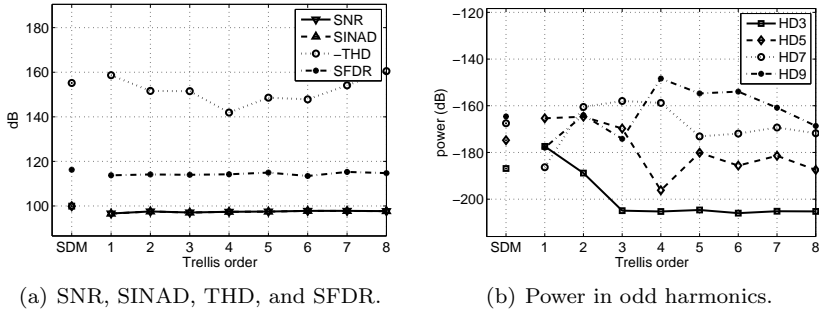 180
160
140
120
100
dB
SDM 1 2 3 4 5 6 7 8
Trellis order
SNR
SINAD
−THD
SFDR
(a) SNR, SINAD, THD, and SFDR.
−120
−140
−160
−180
−200
power (dB)
SDM 1 2 3 4 5 6 7 8
Trellis order
HD3
HD5
HD7
HD9
(b) Power in odd harmonics.